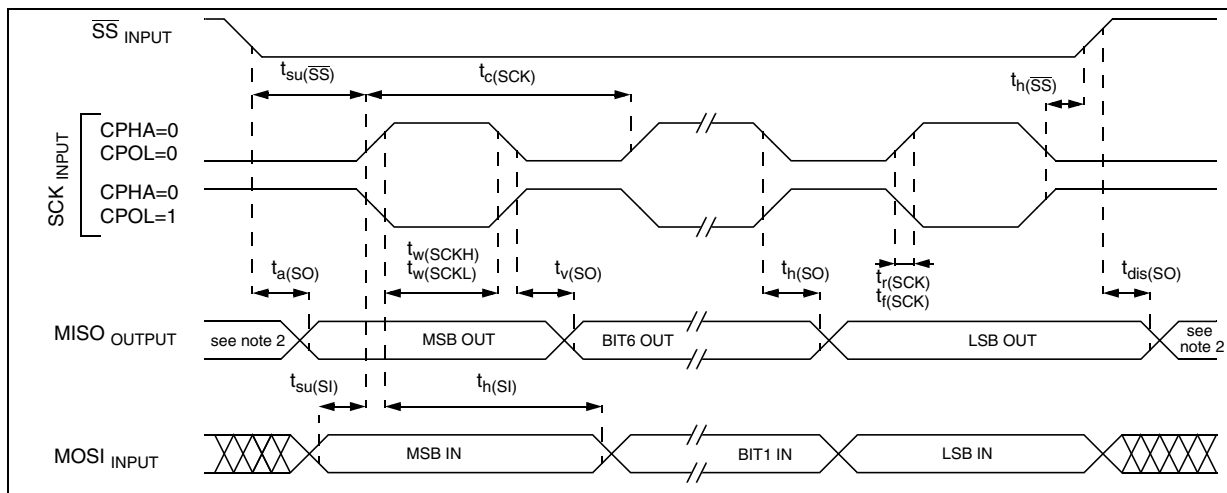 SS INPUT
tsu(SS)
tc(SCK)
th(SS)
SCK INPUT
CPHA=0
CPOL=0
CPHA=0
CPOL=1
ta(SO)
tw(SCKH)
tw(SCKL)
tv(SO)
th(SO)
tr(SCK)
tf(SCK)
tdis(SO)
MISO OUTPUT
see note 2
MSB OUT
BIT6 OUT
LSB OUT
see
note 2
tsu(SI)
th(SI)
MOSI INPUT
MSB IN
BIT1 IN
LSB IN